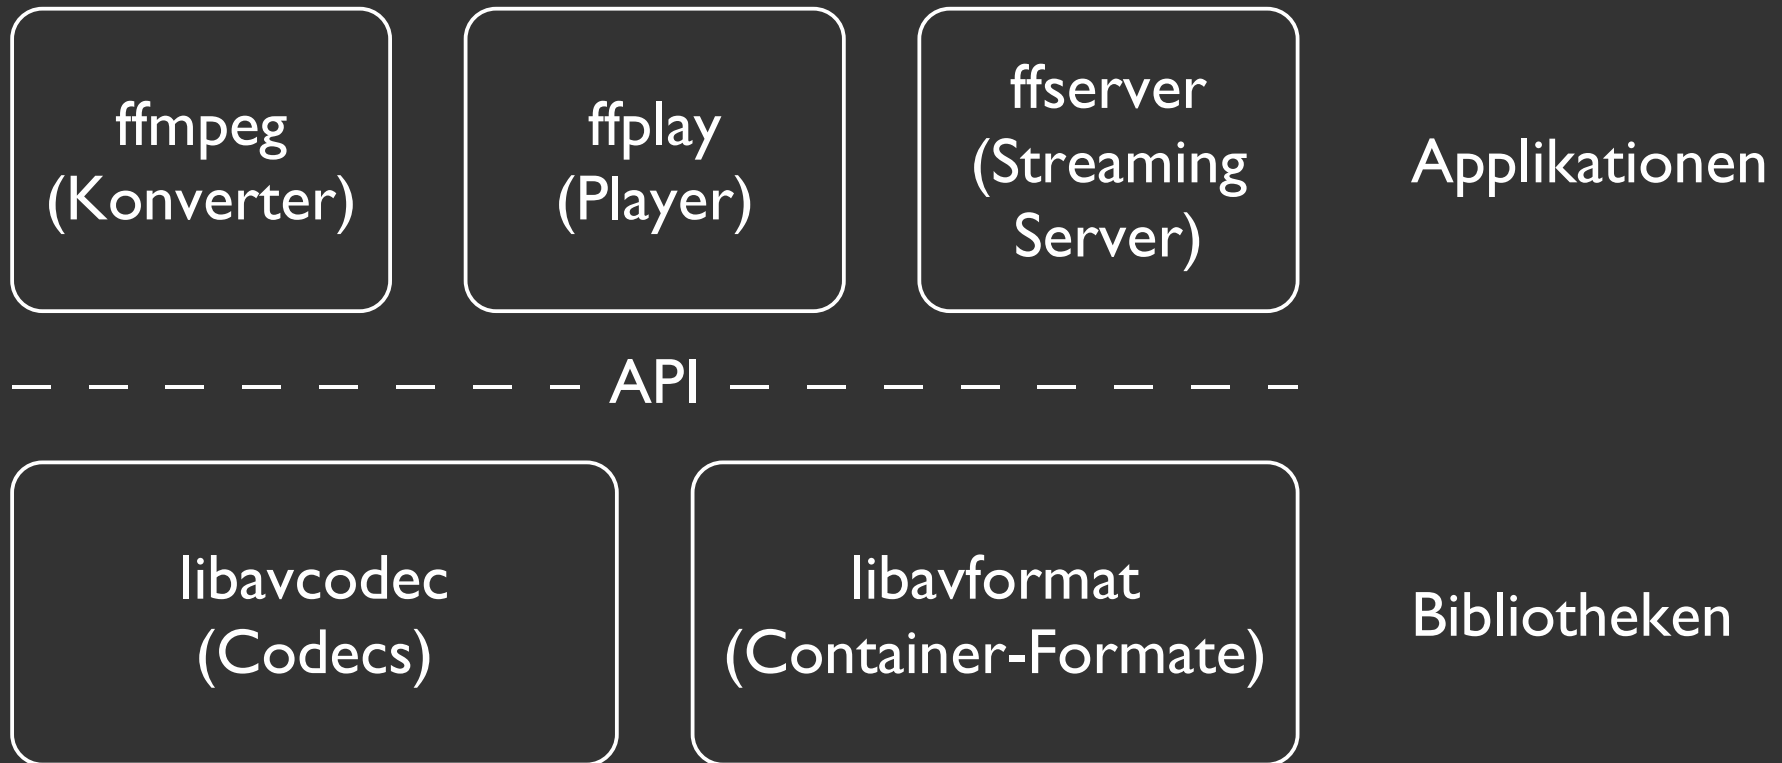 ffmpeg
(Konverter)
ffplay
(Player)
ffserver
(Streaming
Server)
Applikationen
API
libavcodec
(Codecs)
libavformat
(Container-Formate)
Bibliotheken